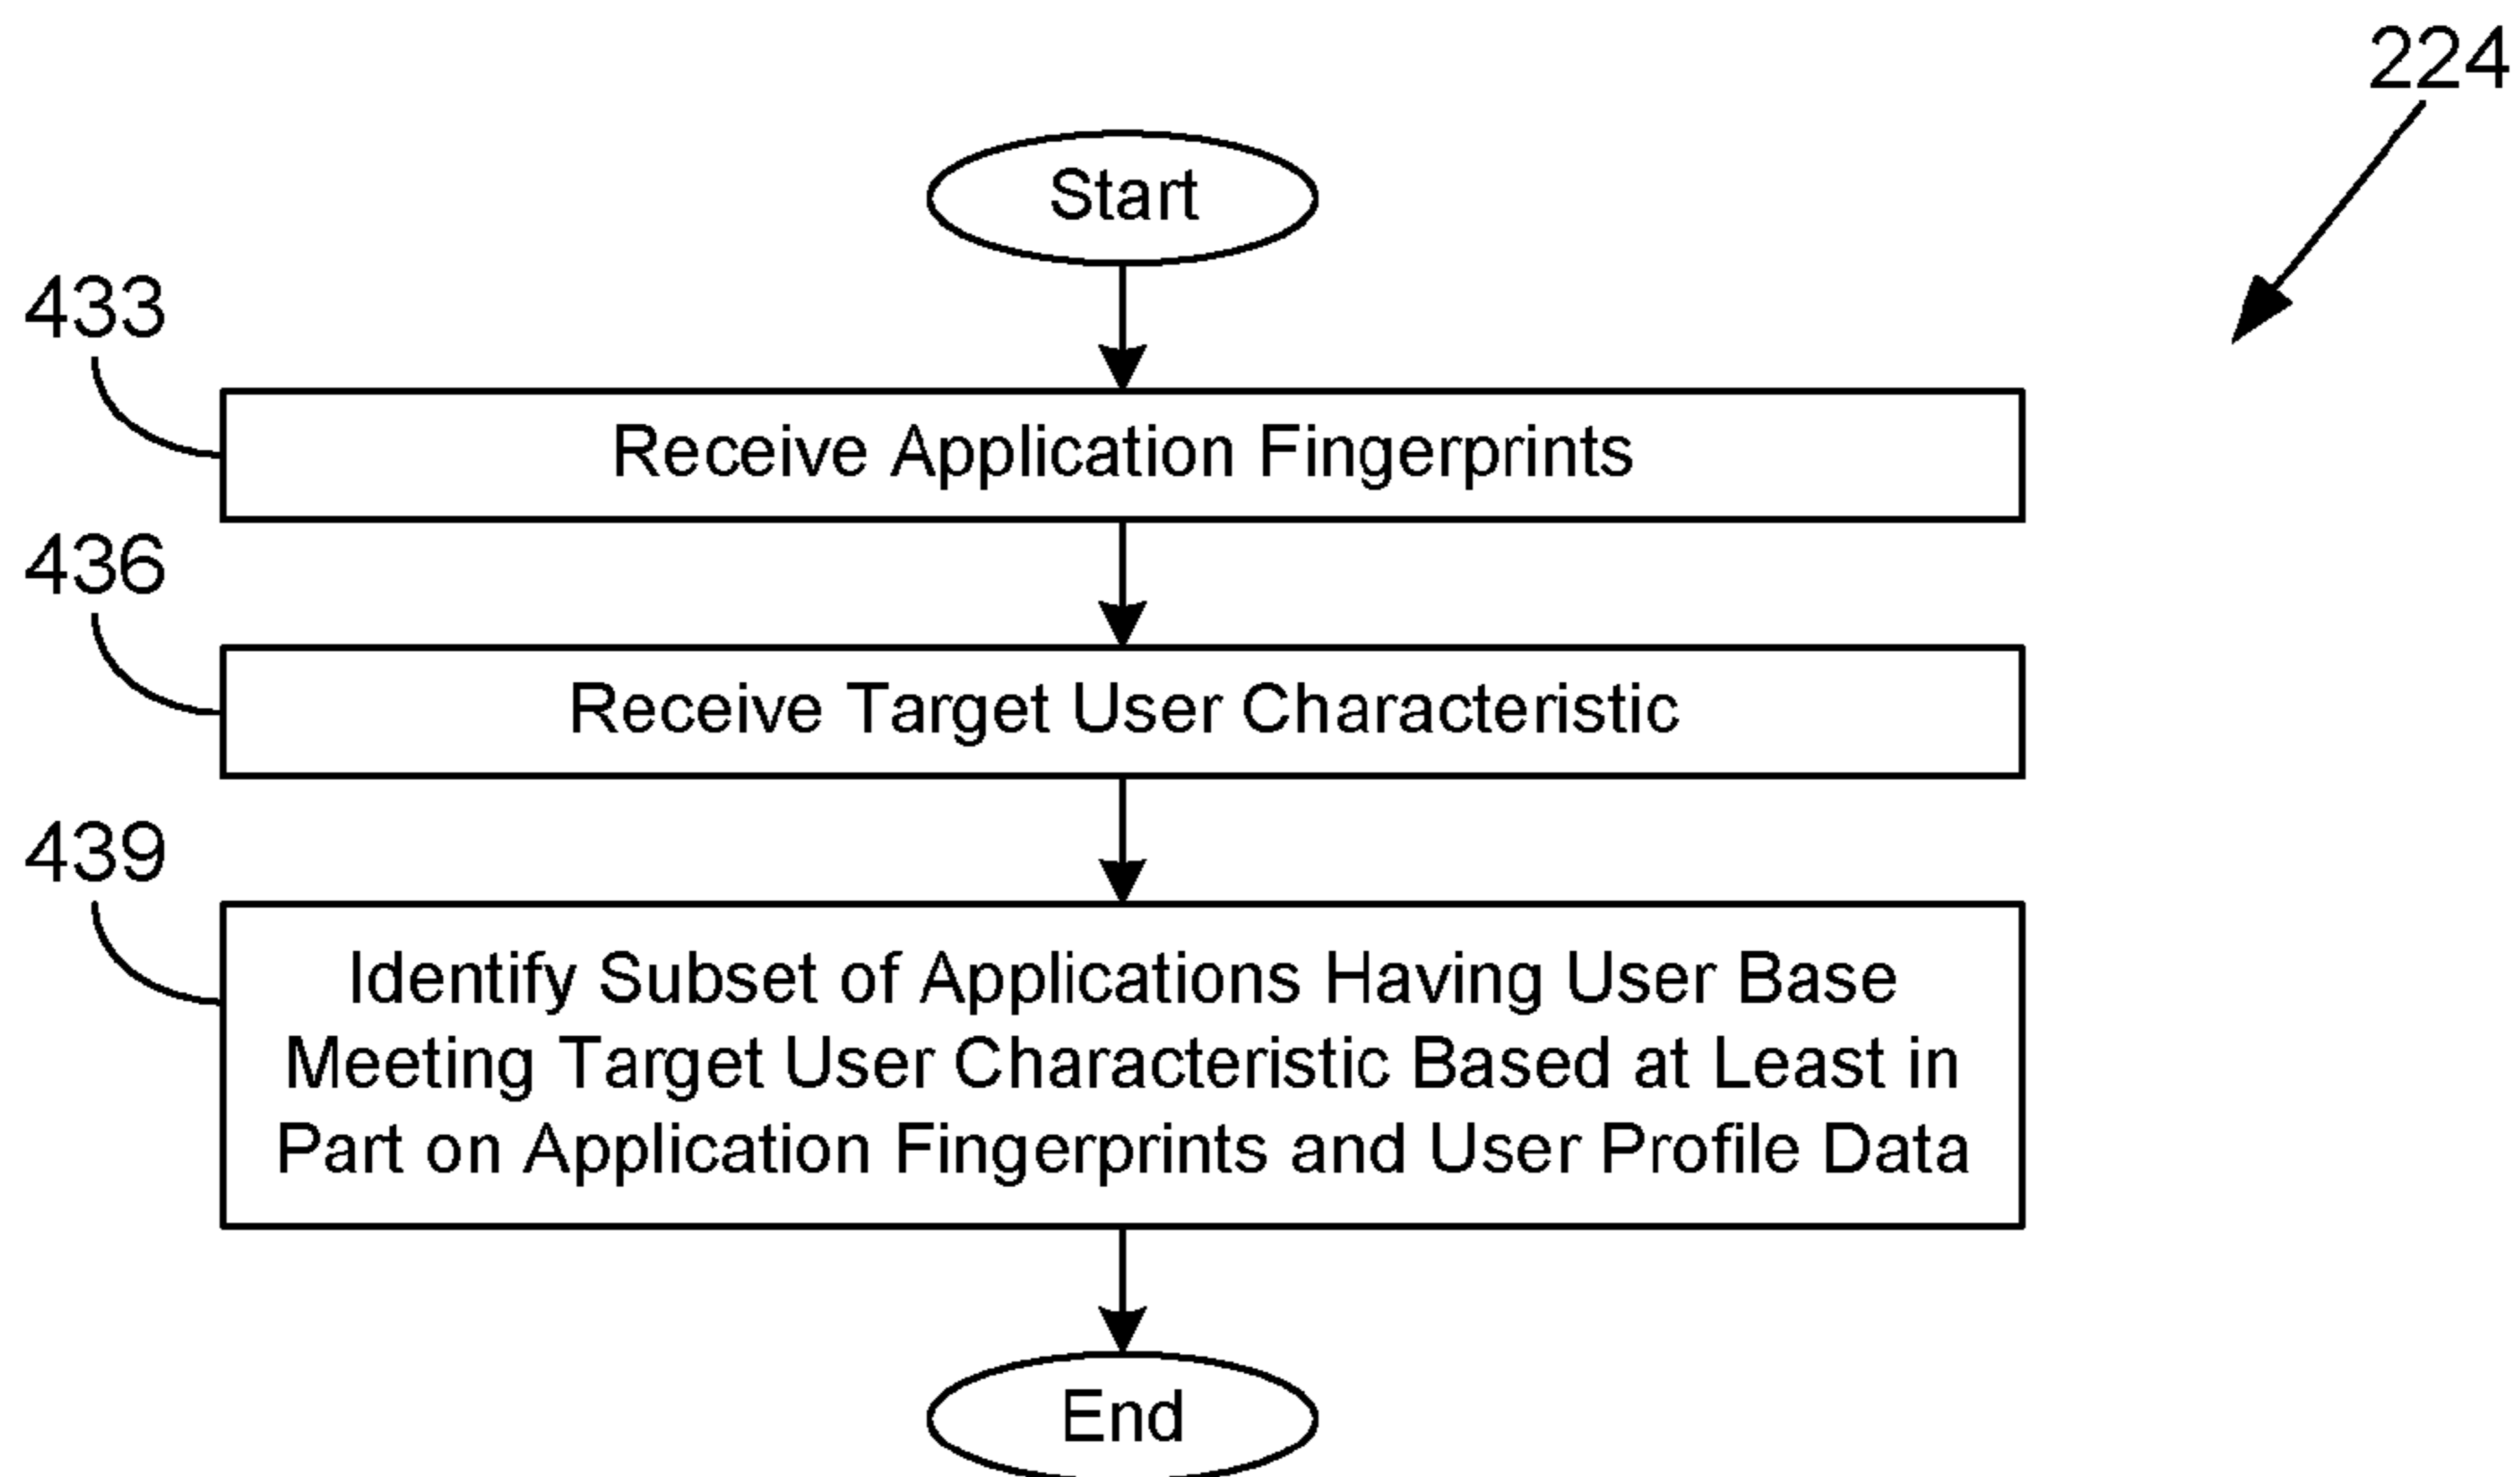 224
Start
433
Receive Application Fingerprints
436
Receive Target User Characteristic
439
Identify Subset of Applications Having User Base
Meeting Target User Characteristic Based at Least in
Part on Application Fingerprints and User Profile Data
End